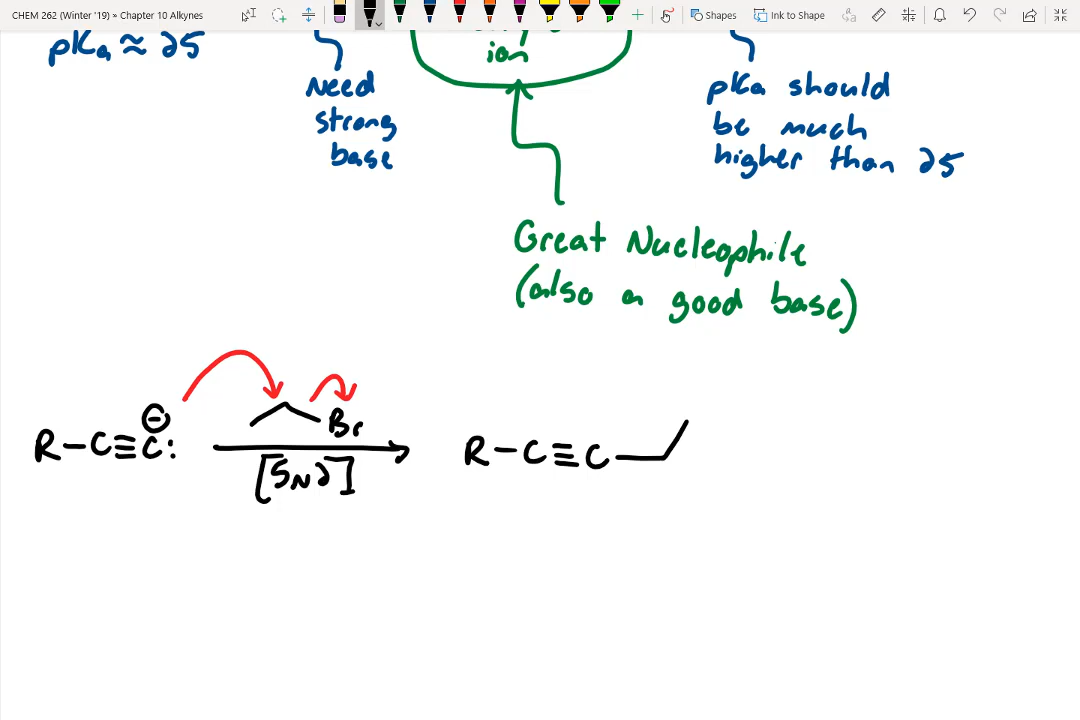 CHEM 262 (Winter '19) » Chapter 10 Alkynes
Shapes
Ink to Shape
pKa ≈ 25
ion
Need
strong
base
pKa should
be much
higher than 25
Great Nucleophile
(also a good base)
R-C≡C:
⊖
Br
[SN2]
R-C≡C